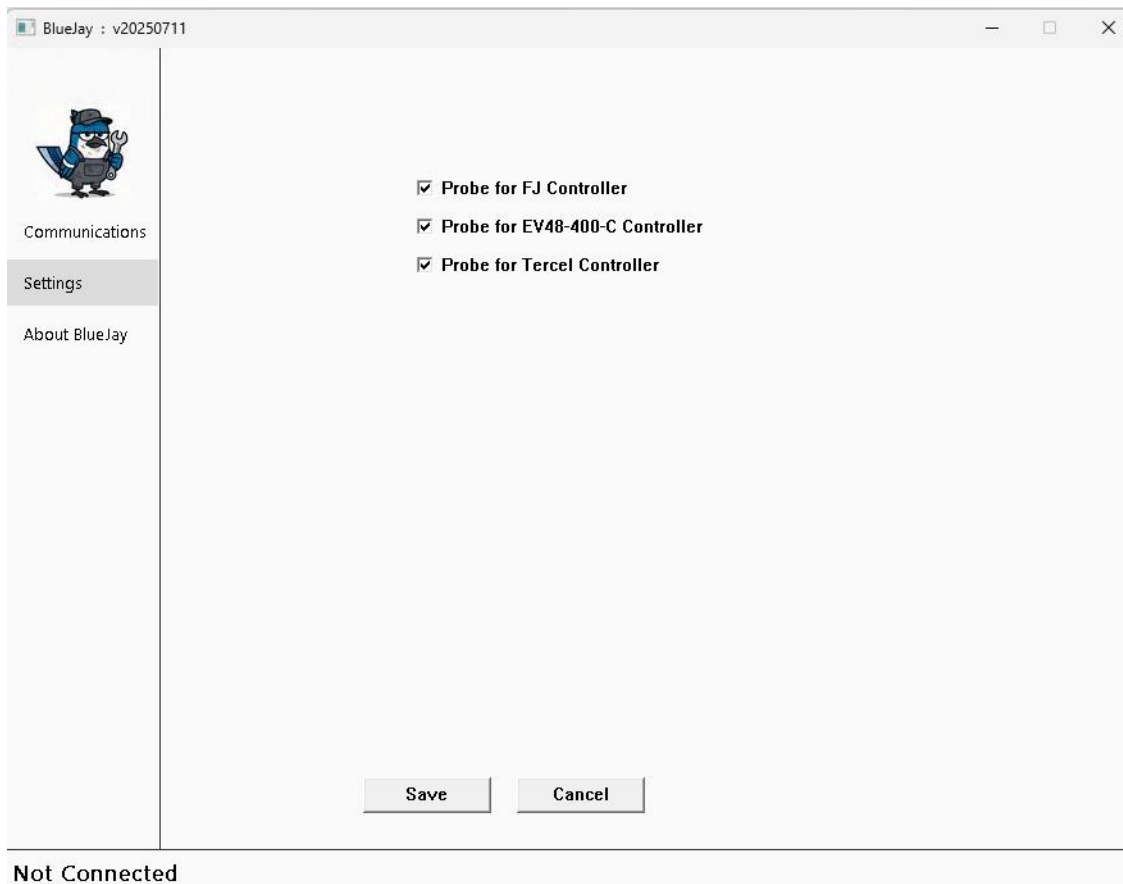 BlueJay : v20250711
Communications
Settings
About BlueJay
Probe for FJ Controller
Probe for EV48-400-C Controller
Probe for Tercel Controller
Save
Cancel
Not Connected